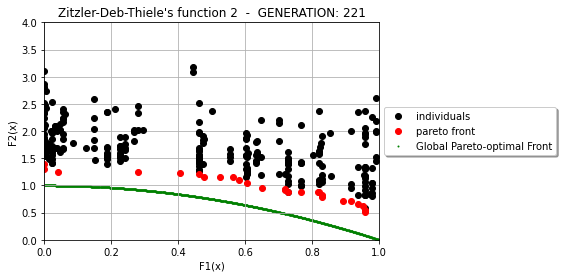 Zitzler-Deb-Thiele's function 2 - GENERATION: 221
4.0
3.5
3.0
2.5
2.0
1.5
1.0
0.5
0.0
F2(x)
0.0 0.2 0.4 0.6 0.8 1.0
F1(x)
individuals
pareto front
Global Pareto-optimal Front